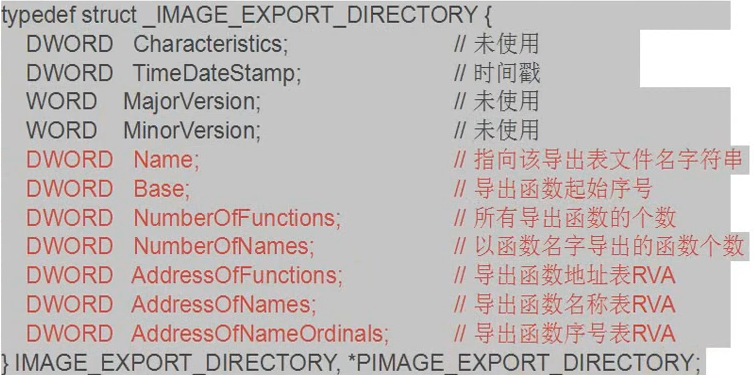 typedef struct _IMAGE_EXPORT_DIRECTORY {
DWORD Characteristics; // 未使用
DWORD TimeDateStamp; // 时间戳
WORD MajorVersion; // 未使用
WORD MinorVersion; // 未使用
DWORD Name; // 指向该导出表文件名字符串
DWORD Base; // 导出函数起始序号
DWORD NumberOfFunctions; // 所有导出函数的个数
DWORD NumberOfNames; // 以函数名字导出的函数个数
DWORD AddressOfFunctions; // 导出函数地址表RVA
DWORD AddressOfNames; // 导出函数名称表RVA
DWORD AddressOfNameOrdinals; // 导出函数序号表RVA
} IMAGE_EXPORT_DIRECTORY, *PIMAGE_EXPORT_DIRECTORY;